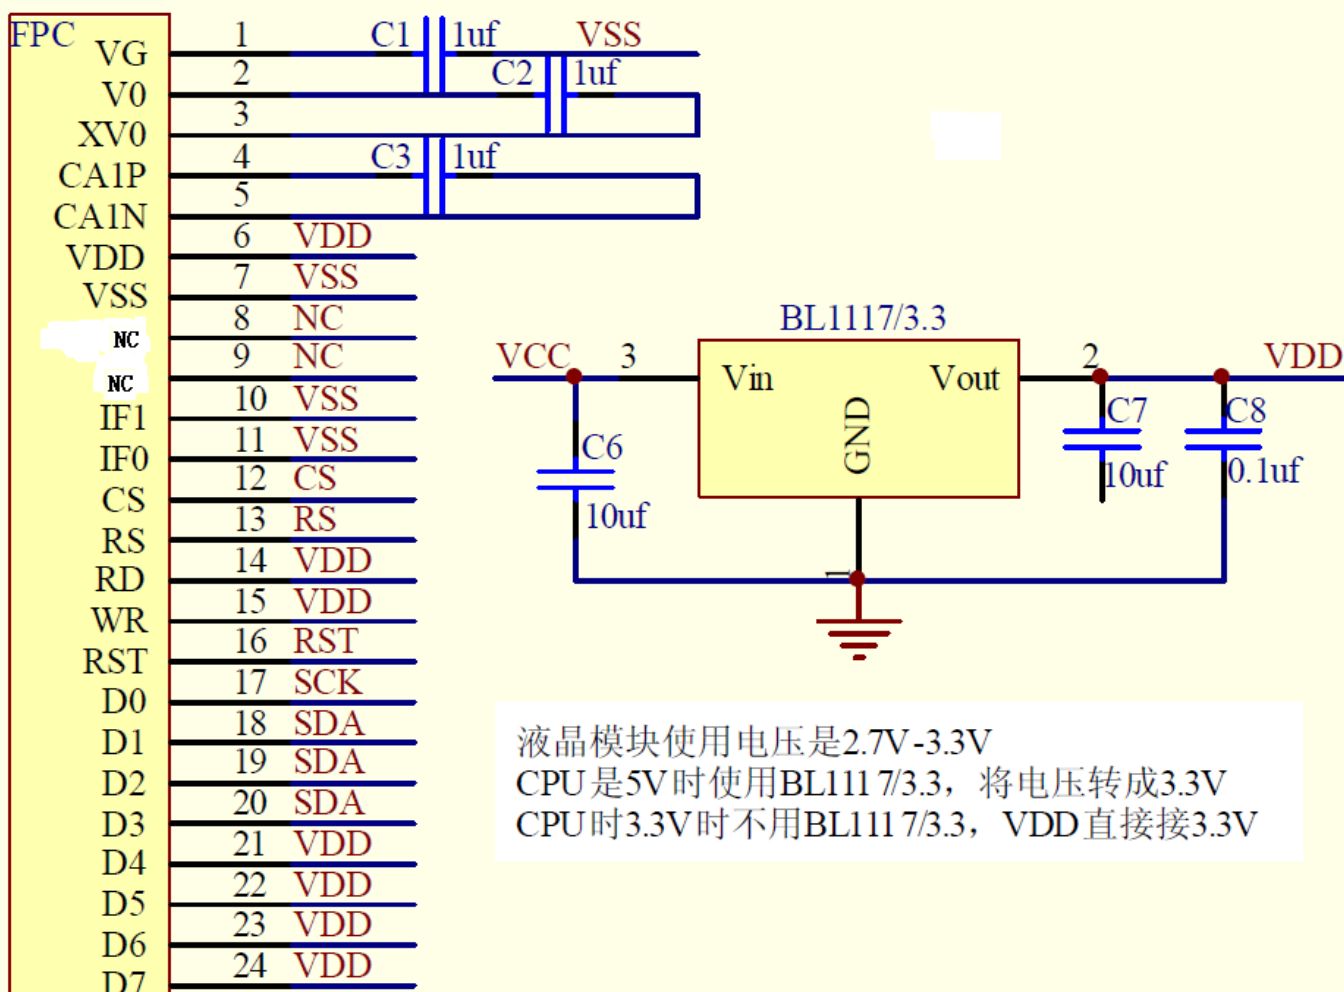 FPC
VG 1 C1 1uf VSS
V0 2 C2 1uf
XV0 3
CA1P 4 C3 1uf
CA1N 5
VDD 6 VDD
VSS 7 VSS
NC 8 NC
NC 9 NC
IF1 10 VSS
IF0 11 VSS
CS 12 CS
RS 13 RS
RD 14 VDD
WR 15 VDD
RST 16 RST
D0 17 SCK
D1 18 SDA
D2 19 SDA
D3 20 SDA
D4 21 VDD
D5 22 VDD
D6 23 VDD
D7 24 VDD
BL1117/3.3
VCC 3 Vin Vout 2 VDD
GND
1
C6
10uf
C7
10uf
C8
0.1uf
液晶模块使用电压是2.7V-3.3V
CPU是5V时使用BL1117/3.3，将电压转成3.3V
CPU时3.3V时不用BL1117/3.3，VDD直接接3.3V